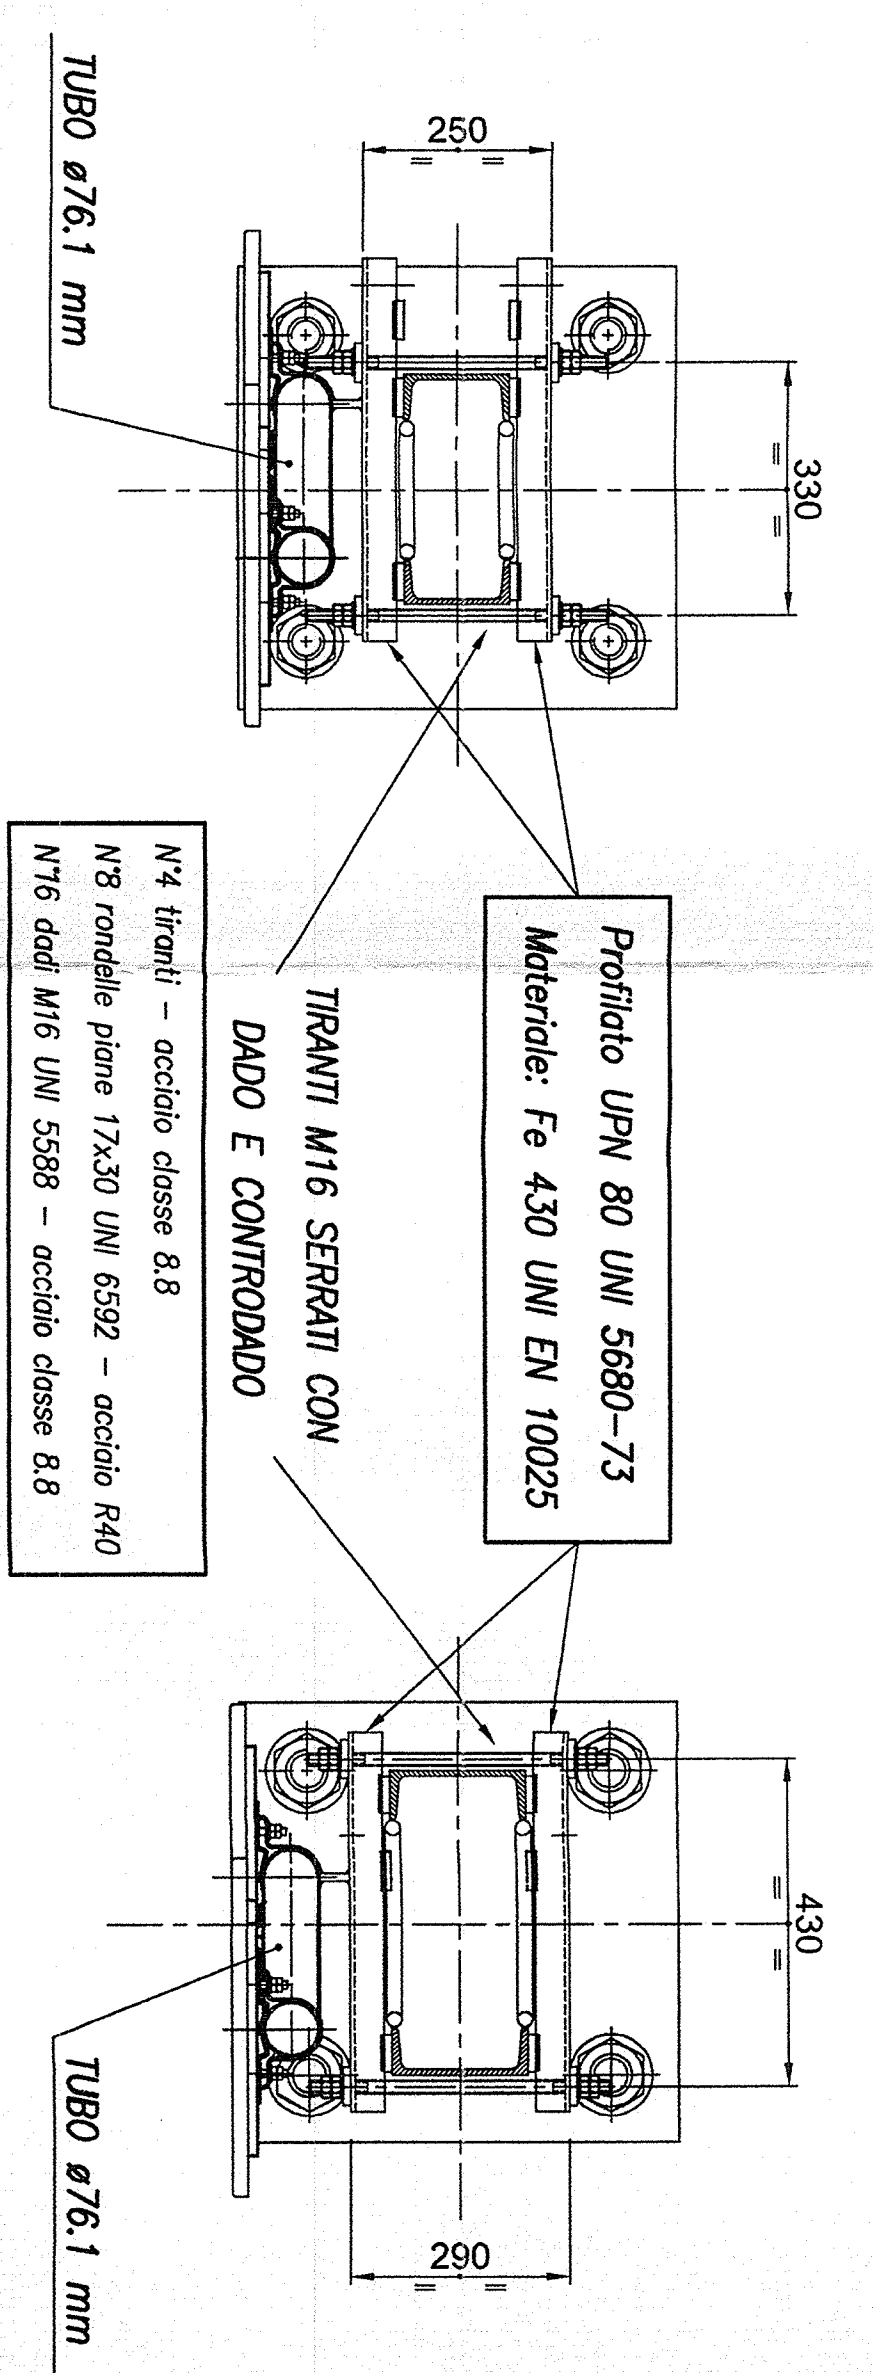 250
=
=
330
=
=
TUBO ø76.1 mm
Profilato UPN 80 UNI 5680-73
Materiale: Fe 430 UNI EN 10025
TIRANTI M16 SERRATI CON
DADO E CONTRODADO
N°4 tiranti - acciaio classe 8.8
N°8 rondelle piane 17x30 UNI 6592 - acciaio R40
N°16 dadi M16 UNI 5588 - acciaio classe 8.8
430
=
=
290
=
=
TUBO ø76.1 mm